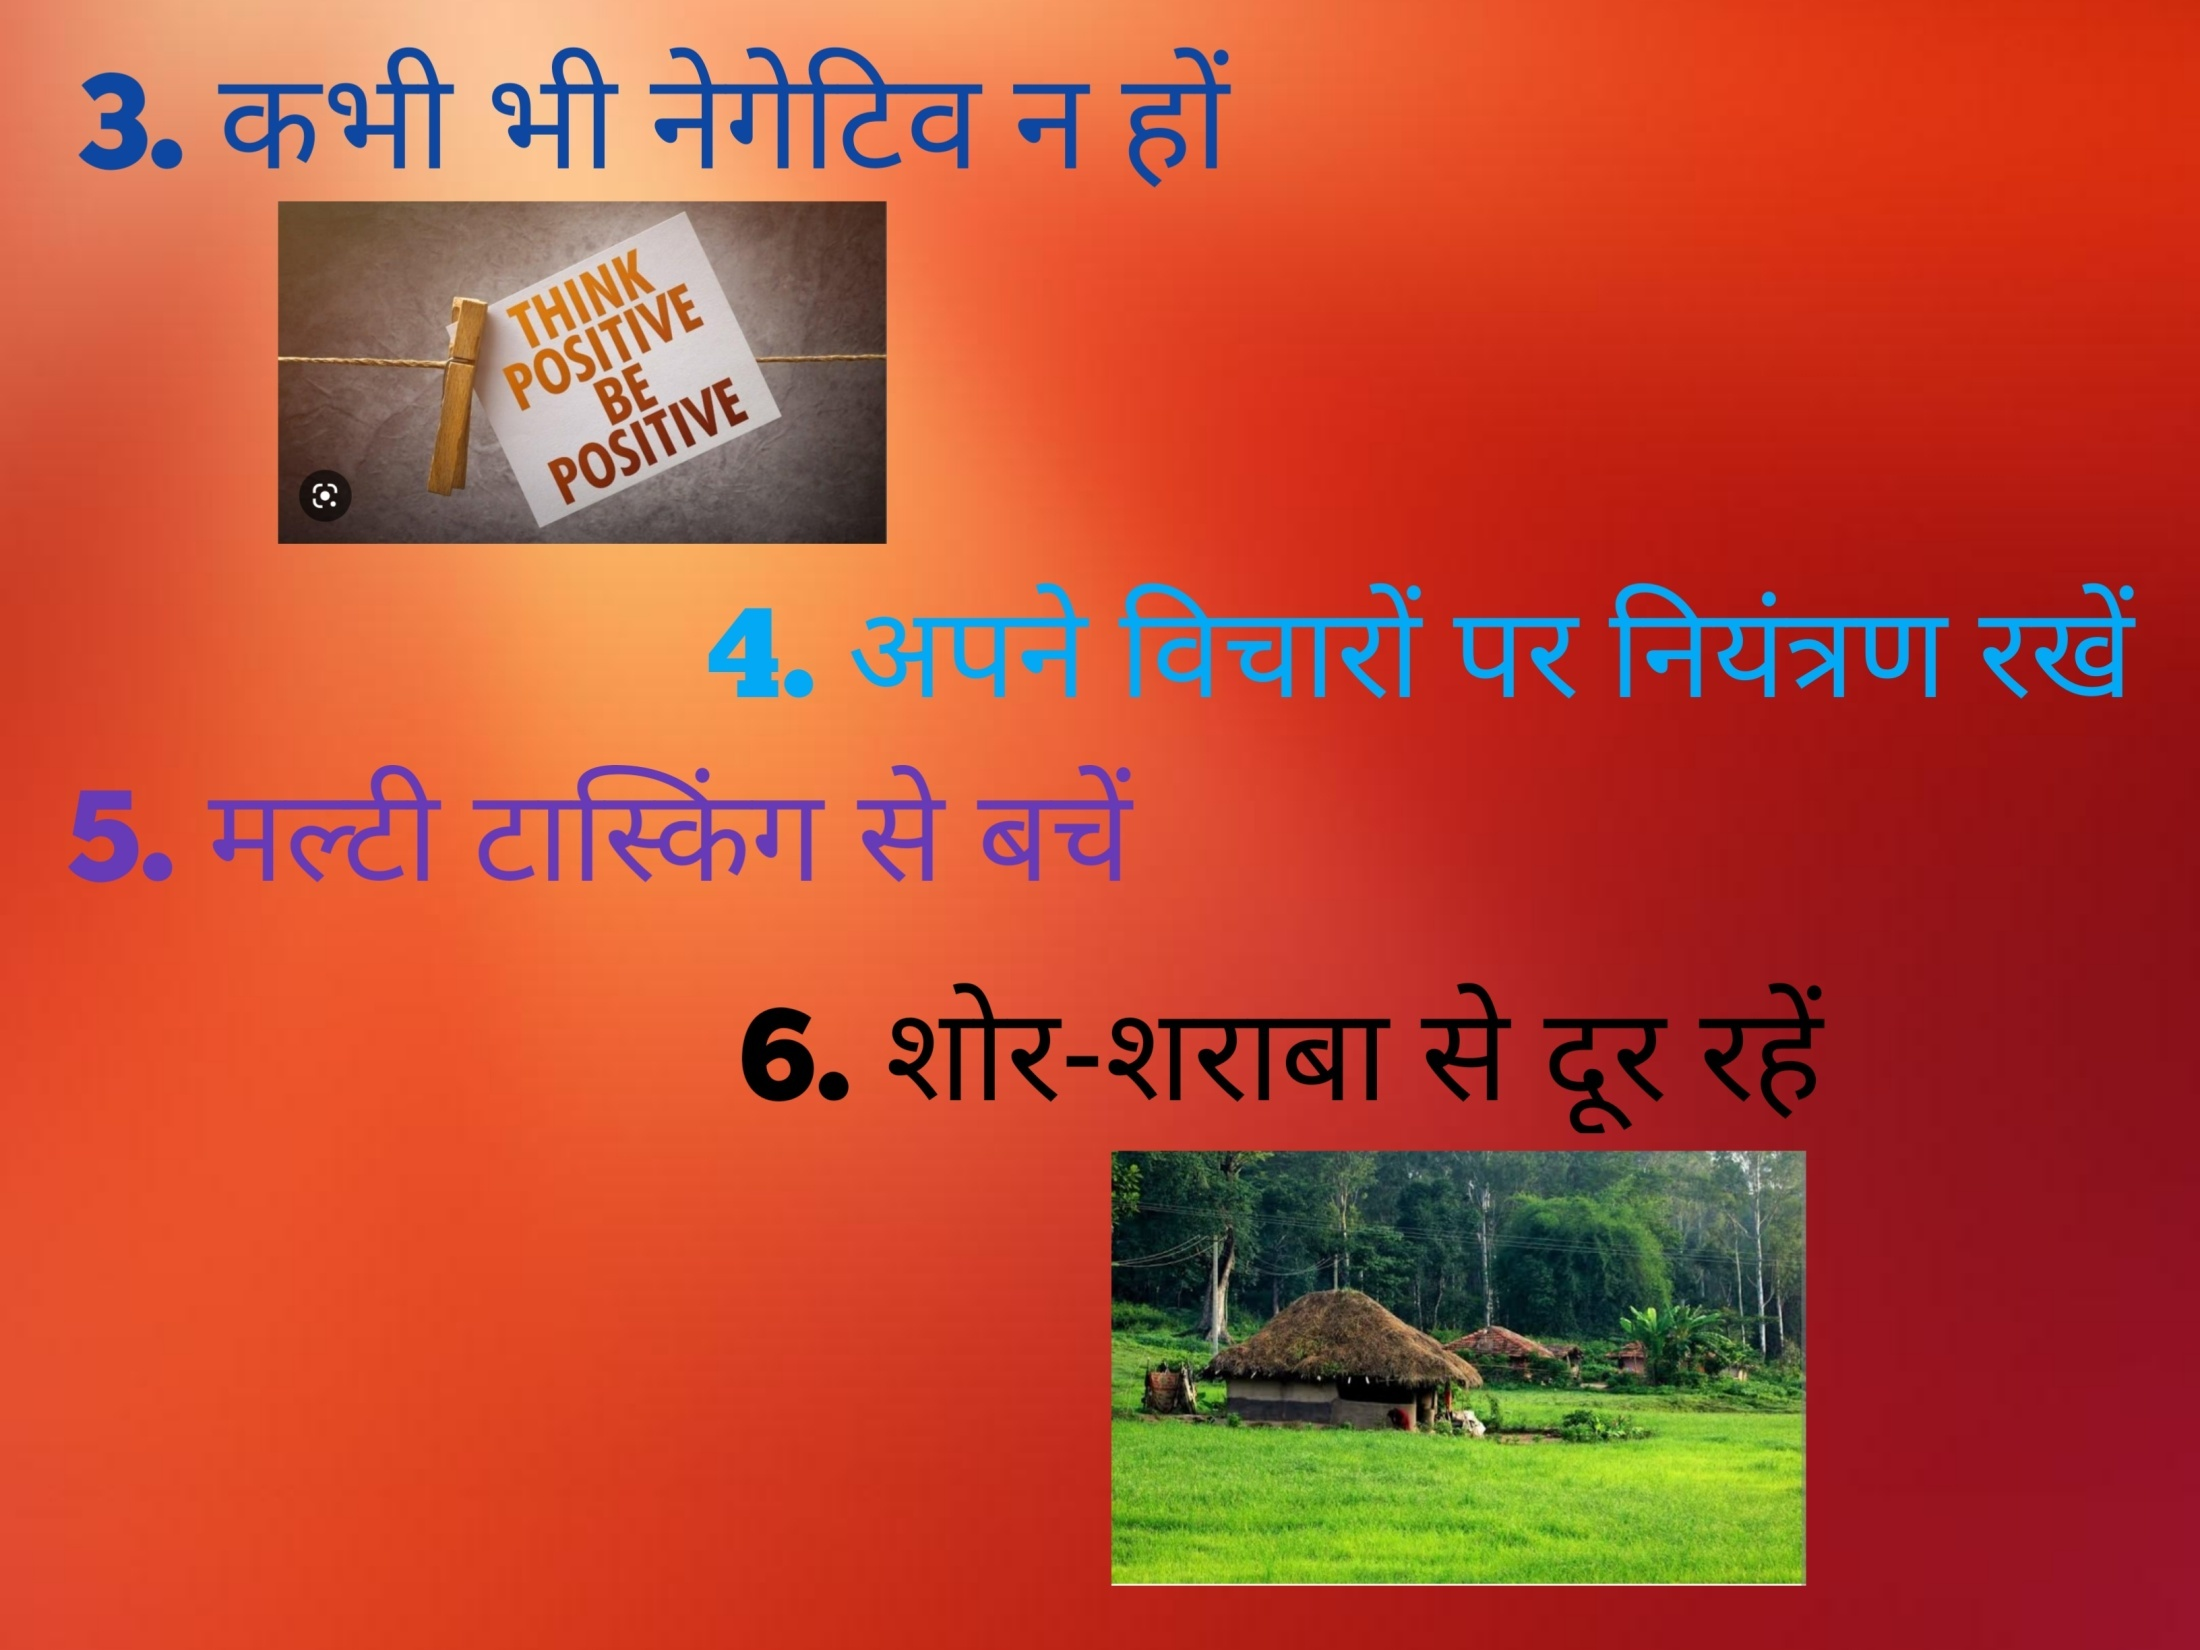 3. कभी भी नेगेटिव न हों
THINK
POSITIVE
BE
POSITIVE
4. अपने विचारों पर नियंत्रण रखें
5. मल्टी टास्किंग से बचें
6. शोर-शराबा से दूर रहें